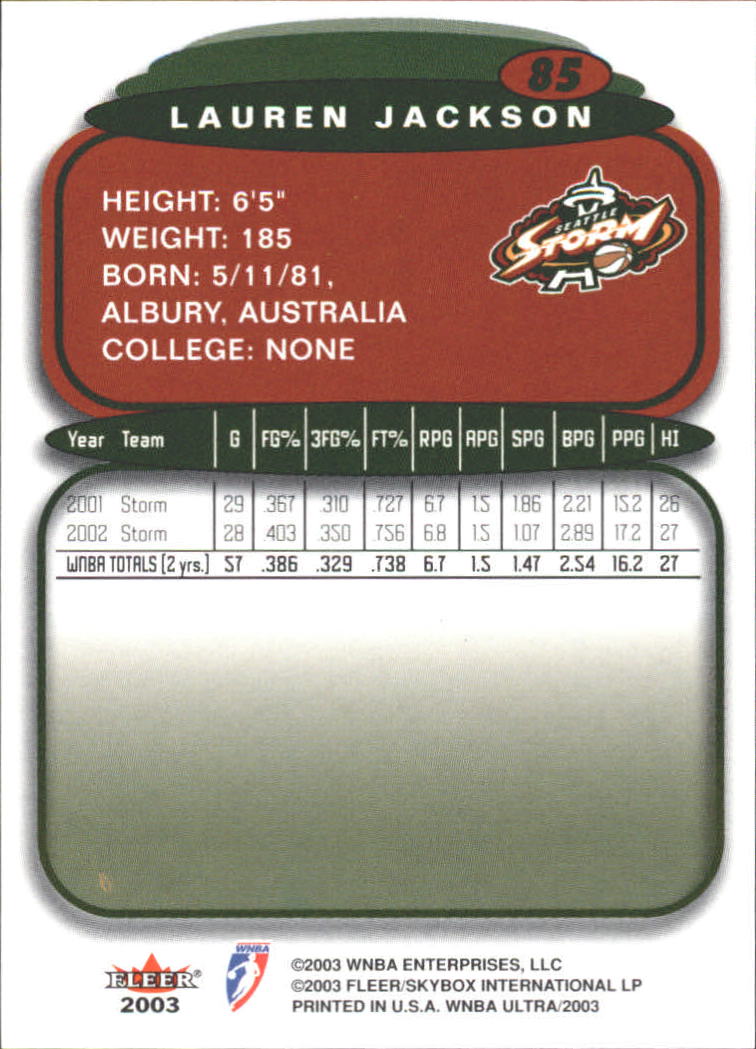 85
LAUREN JACKSON
HEIGHT: 6'5"
WEIGHT: 185
BORN: 5/11/81,
ALBURY, AUSTRALIA
COLLEGE: NONE
SEATTLE
STORM
Year Team G FG% 3FG% FT% RPG APG SPG BPG PPG HI
2001 Storm 29 .367 .310 .727 6.7 1.5 1.86 2.21 15.2 26
2002 Storm 28 .403 .350 .756 6.8 1.5 1.07 2.89 17.2 27
WNBA TOTALS (2 yrs.) 57 .386 .329 .738 6.7 1.5 1.47 2.54 16.2 27
FLEER®
2003
WNBA
©2003 WNBA ENTERPRISES, LLC
©2003 FLEER/SKYBOX INTERNATIONAL LP
PRINTED IN U.S.A. WNBA ULTRA/2003